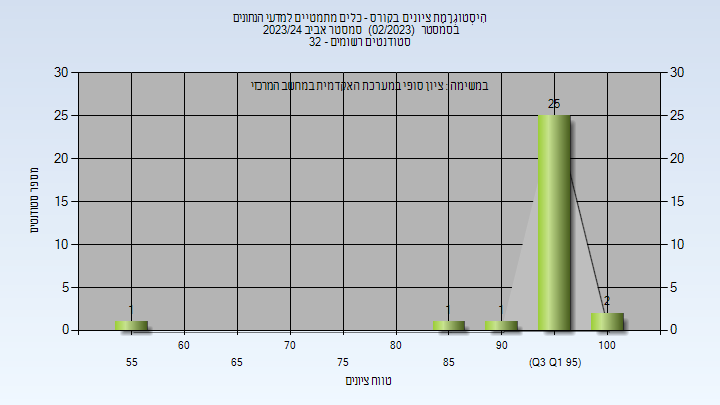 היסטוגרמת ציונים בקורס - כלים מתמטיים למדעי הנתונים
בסמסטר (02/2023) סמסטר אביב 2023/24
סטודנטים רשומים - 32
במשימה : ציון סופי במערכת האקדמית במחשב המרכזי
30 30
25 25 25
20 20
15 15
10 10
5 5
0 0
1 1 1 2
60 70 80 90 100
55 65 75 85 (Q3 Q1 95)
מספר סטודנטים
טווח ציונים